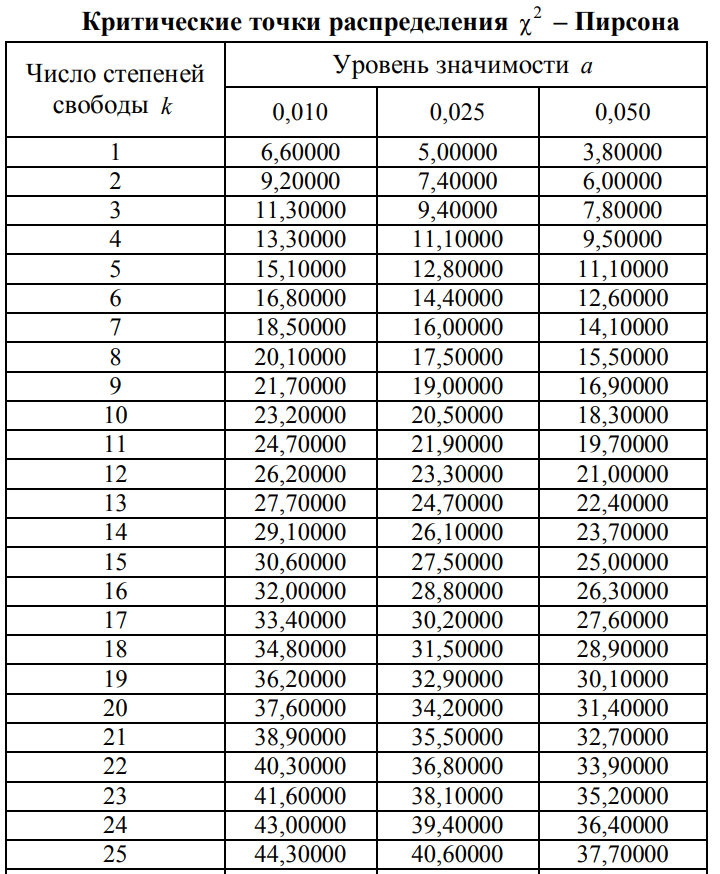 Критические точки распределения χ² – Пирсона
Число степеней свободы k Уровень значимости a
0,010 0,025 0,050
1 6,60000 5,00000 3,80000
2 9,20000 7,40000 6,00000
3 11,30000 9,40000 7,80000
4 13,30000 11,10000 9,50000
5 15,10000 12,80000 11,10000
6 16,80000 14,40000 12,60000
7 18,50000 16,00000 14,10000
8 20,10000 17,50000 15,50000
9 21,70000 19,00000 16,90000
10 23,20000 20,50000 18,30000
11 24,70000 21,90000 19,70000
12 26,20000 23,30000 21,00000
13 27,70000 24,70000 22,40000
14 29,10000 26,10000 23,70000
15 30,60000 27,50000 25,00000
16 32,00000 28,80000 26,30000
17 33,40000 30,20000 27,60000
18 34,80000 31,50000 28,90000
19 36,20000 32,90000 30,10000
20 37,60000 34,20000 31,40000
21 38,90000 35,50000 32,70000
22 40,30000 36,80000 33,90000
23 41,60000 38,10000 35,20000
24 43,00000 39,40000 36,40000
25 44,30000 40,60000 37,70000